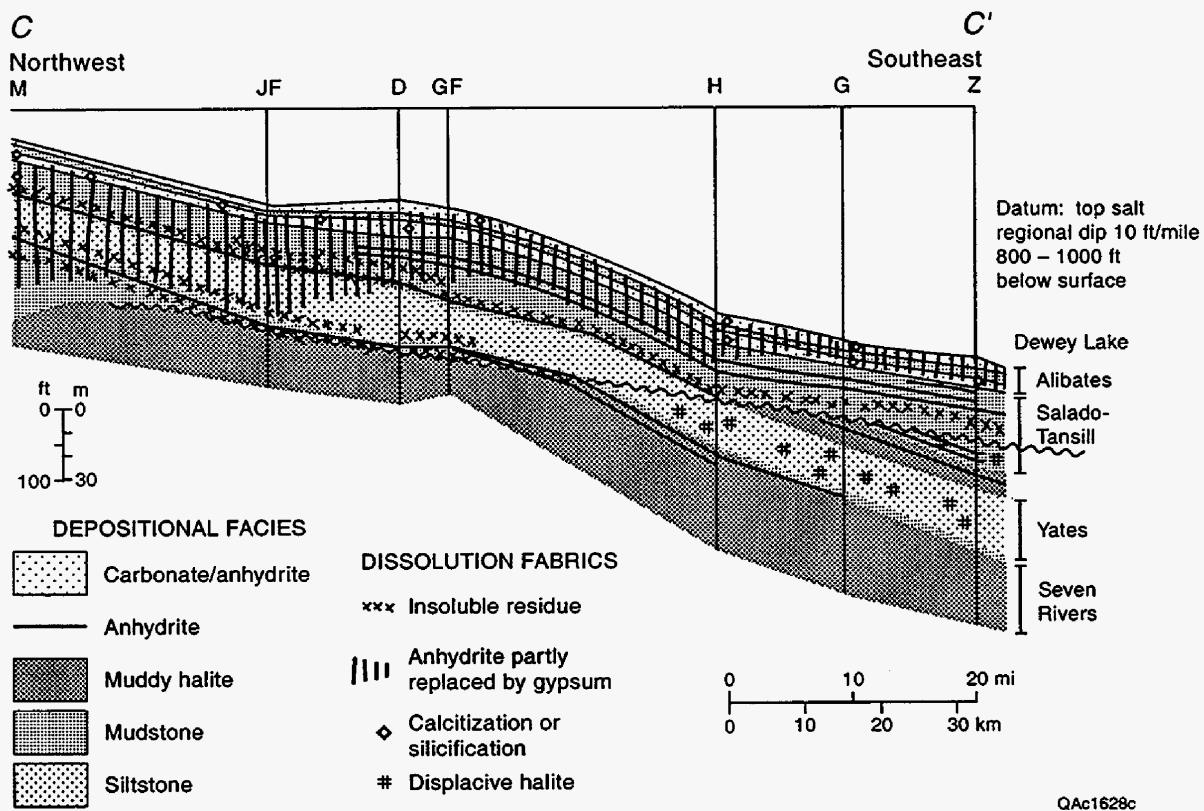 C
C'
Northwest
Southeast
M
JF
D
GF
H
G
Z
Datum: top salt
regional dip 10 ft/mile
800 – 1000 ft
below surface
Dewey Lake
Alibates
Salado-
Tansill
Yates
Seven
Rivers
ft m
0 0
100 30
DEPOSITIONAL FACIES
Carbonate/anhydrite
Anhydrite
Muddy halite
Mudstone
Siltstone
DISSOLUTION FABRICS
Insoluble residue
Anhydrite partly
replaced by gypsum
Calcitization or
silicification
Displacive halite
0 10 20 mi
0 10 20 30 km
QAc1628c